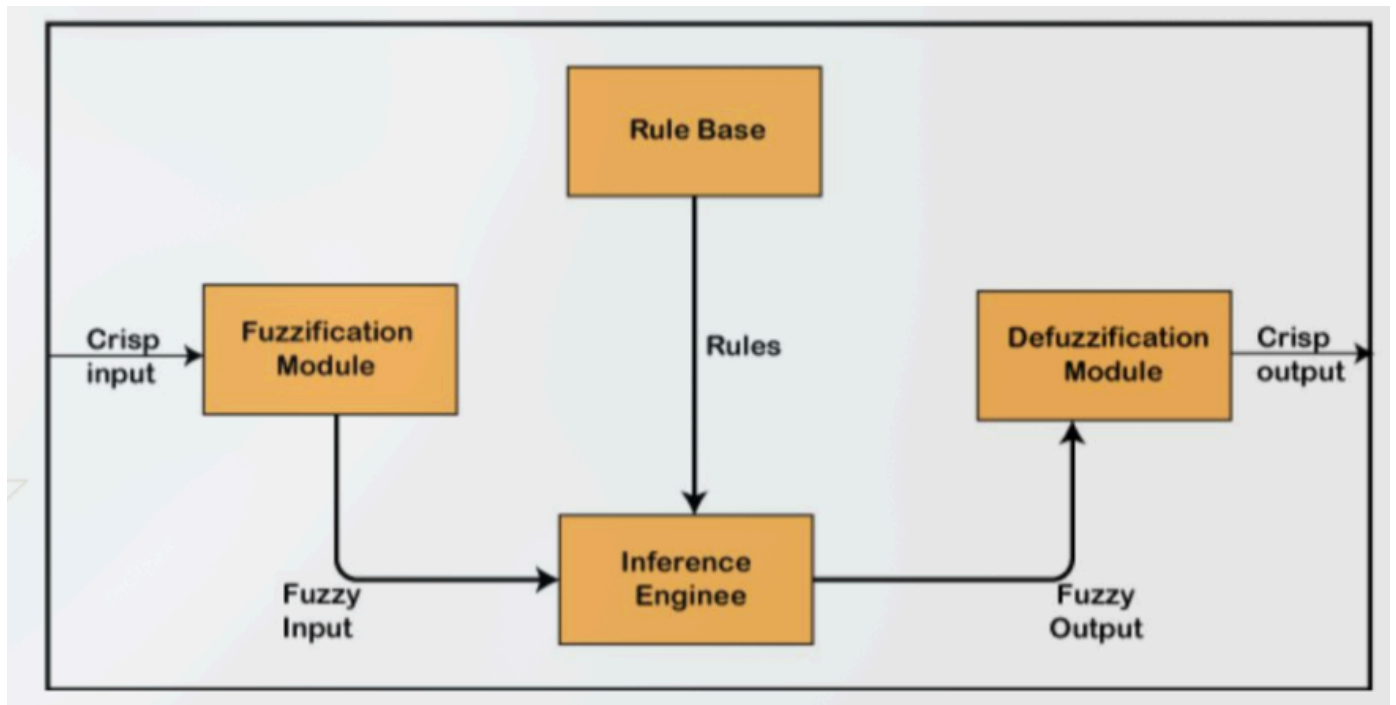 Rule Base
Crisp
input
Fuzzification
Module
Rules
Defuzzification
Module
Crisp
output
Inference
Enginee
Fuzzy
Input
Fuzzy
Output